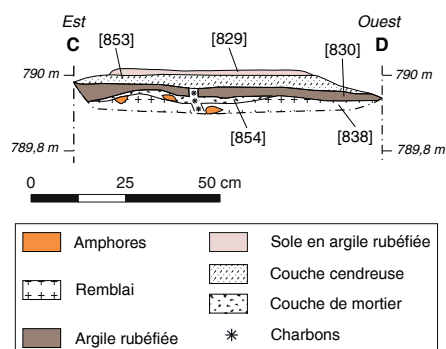 Est
Ouest
C
[853]
[829]
[830]
D
790 m
790 m
[854]
[838]
789,8 m
789,8 m
0
25
50 cm
Amphores
Sole en argile rubéfiée
Remblai
Couche cendreuse
Couche de mortier
Argile rubéfiée
Charbons